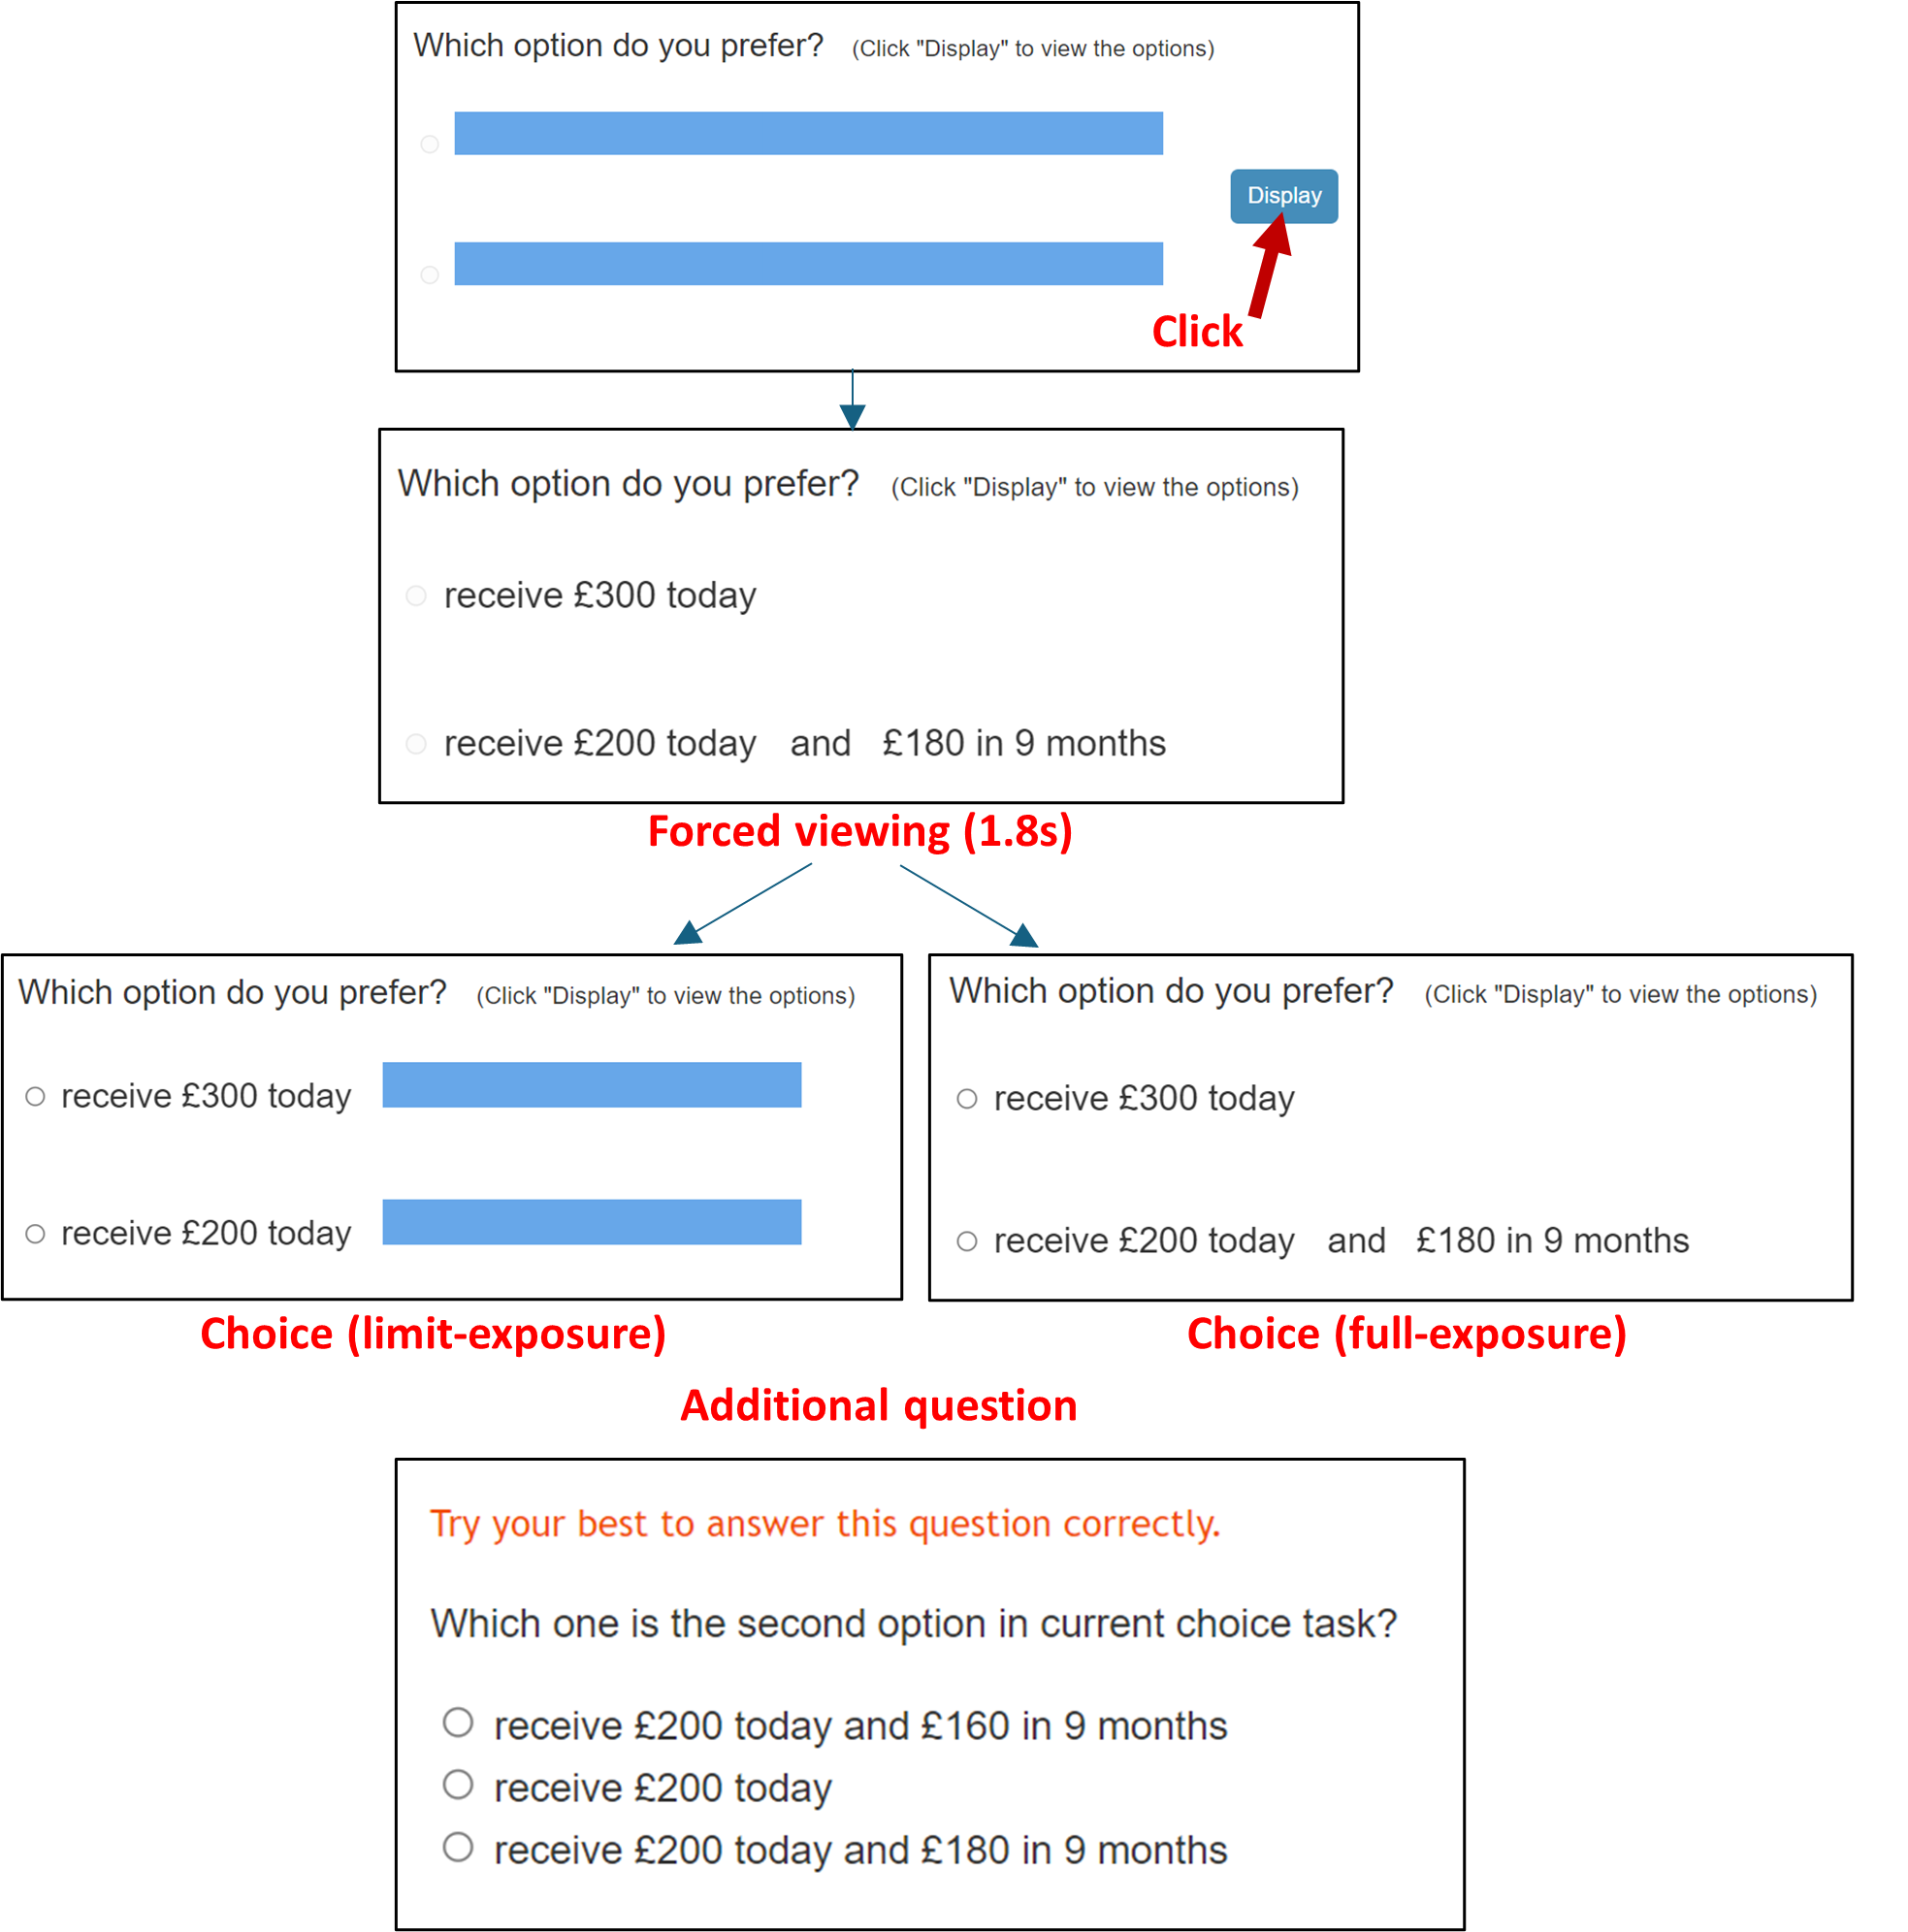 Which option do you prefer? (Click "Display" to view the options)
Display
Click
Which option do you prefer? (Click "Display" to view the options)
receive £300 today
receive £200 today and £180 in 9 months
Forced viewing (1.8s)
Which option do you prefer? (Click "Display" to view the options)
receive £300 today
receive £200 today
Choice (limit-exposure)
Which option do you prefer? (Click "Display" to view the options)
receive £300 today
receive £200 today and £180 in 9 months
Choice (full-exposure)
Additional question
Try your best to answer this question correctly.
Which one is the second option in current choice task?
receive £200 today and £160 in 9 months
receive £200 today
receive £200 today and £180 in 9 months